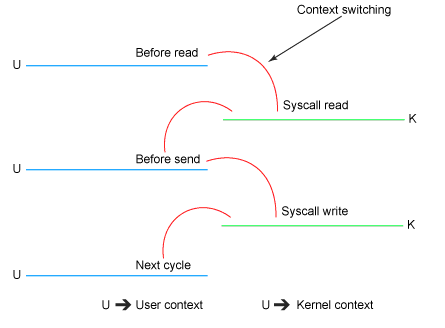 Context switching
Before read
U
Syscall read
K
Before send
U
Syscall write
K
Next cycle
U
U ➔ User context
U ➔ Kernel context